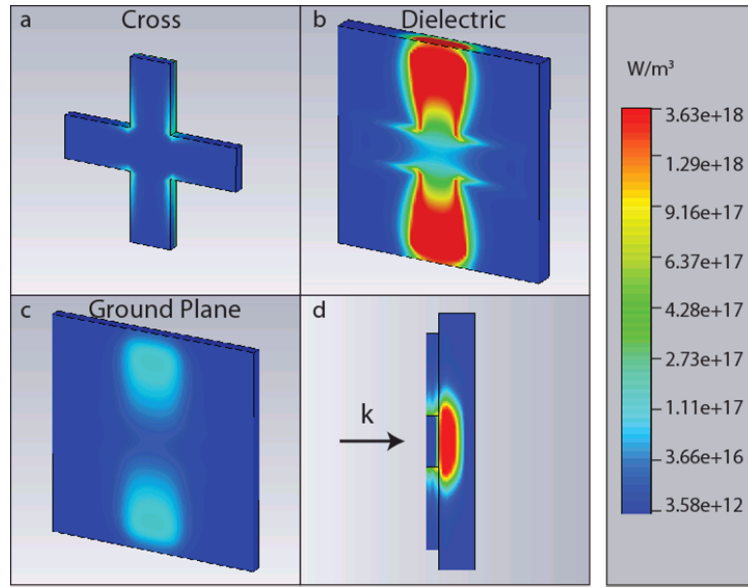 a Cross
b Dielectric
c Ground Plane
d
k
W/m³
3.63e+18
1.29e+18
9.16e+17
6.37e+17
4.28e+17
2.73e+17
1.11e+17
3.66e+16
3.58e+12